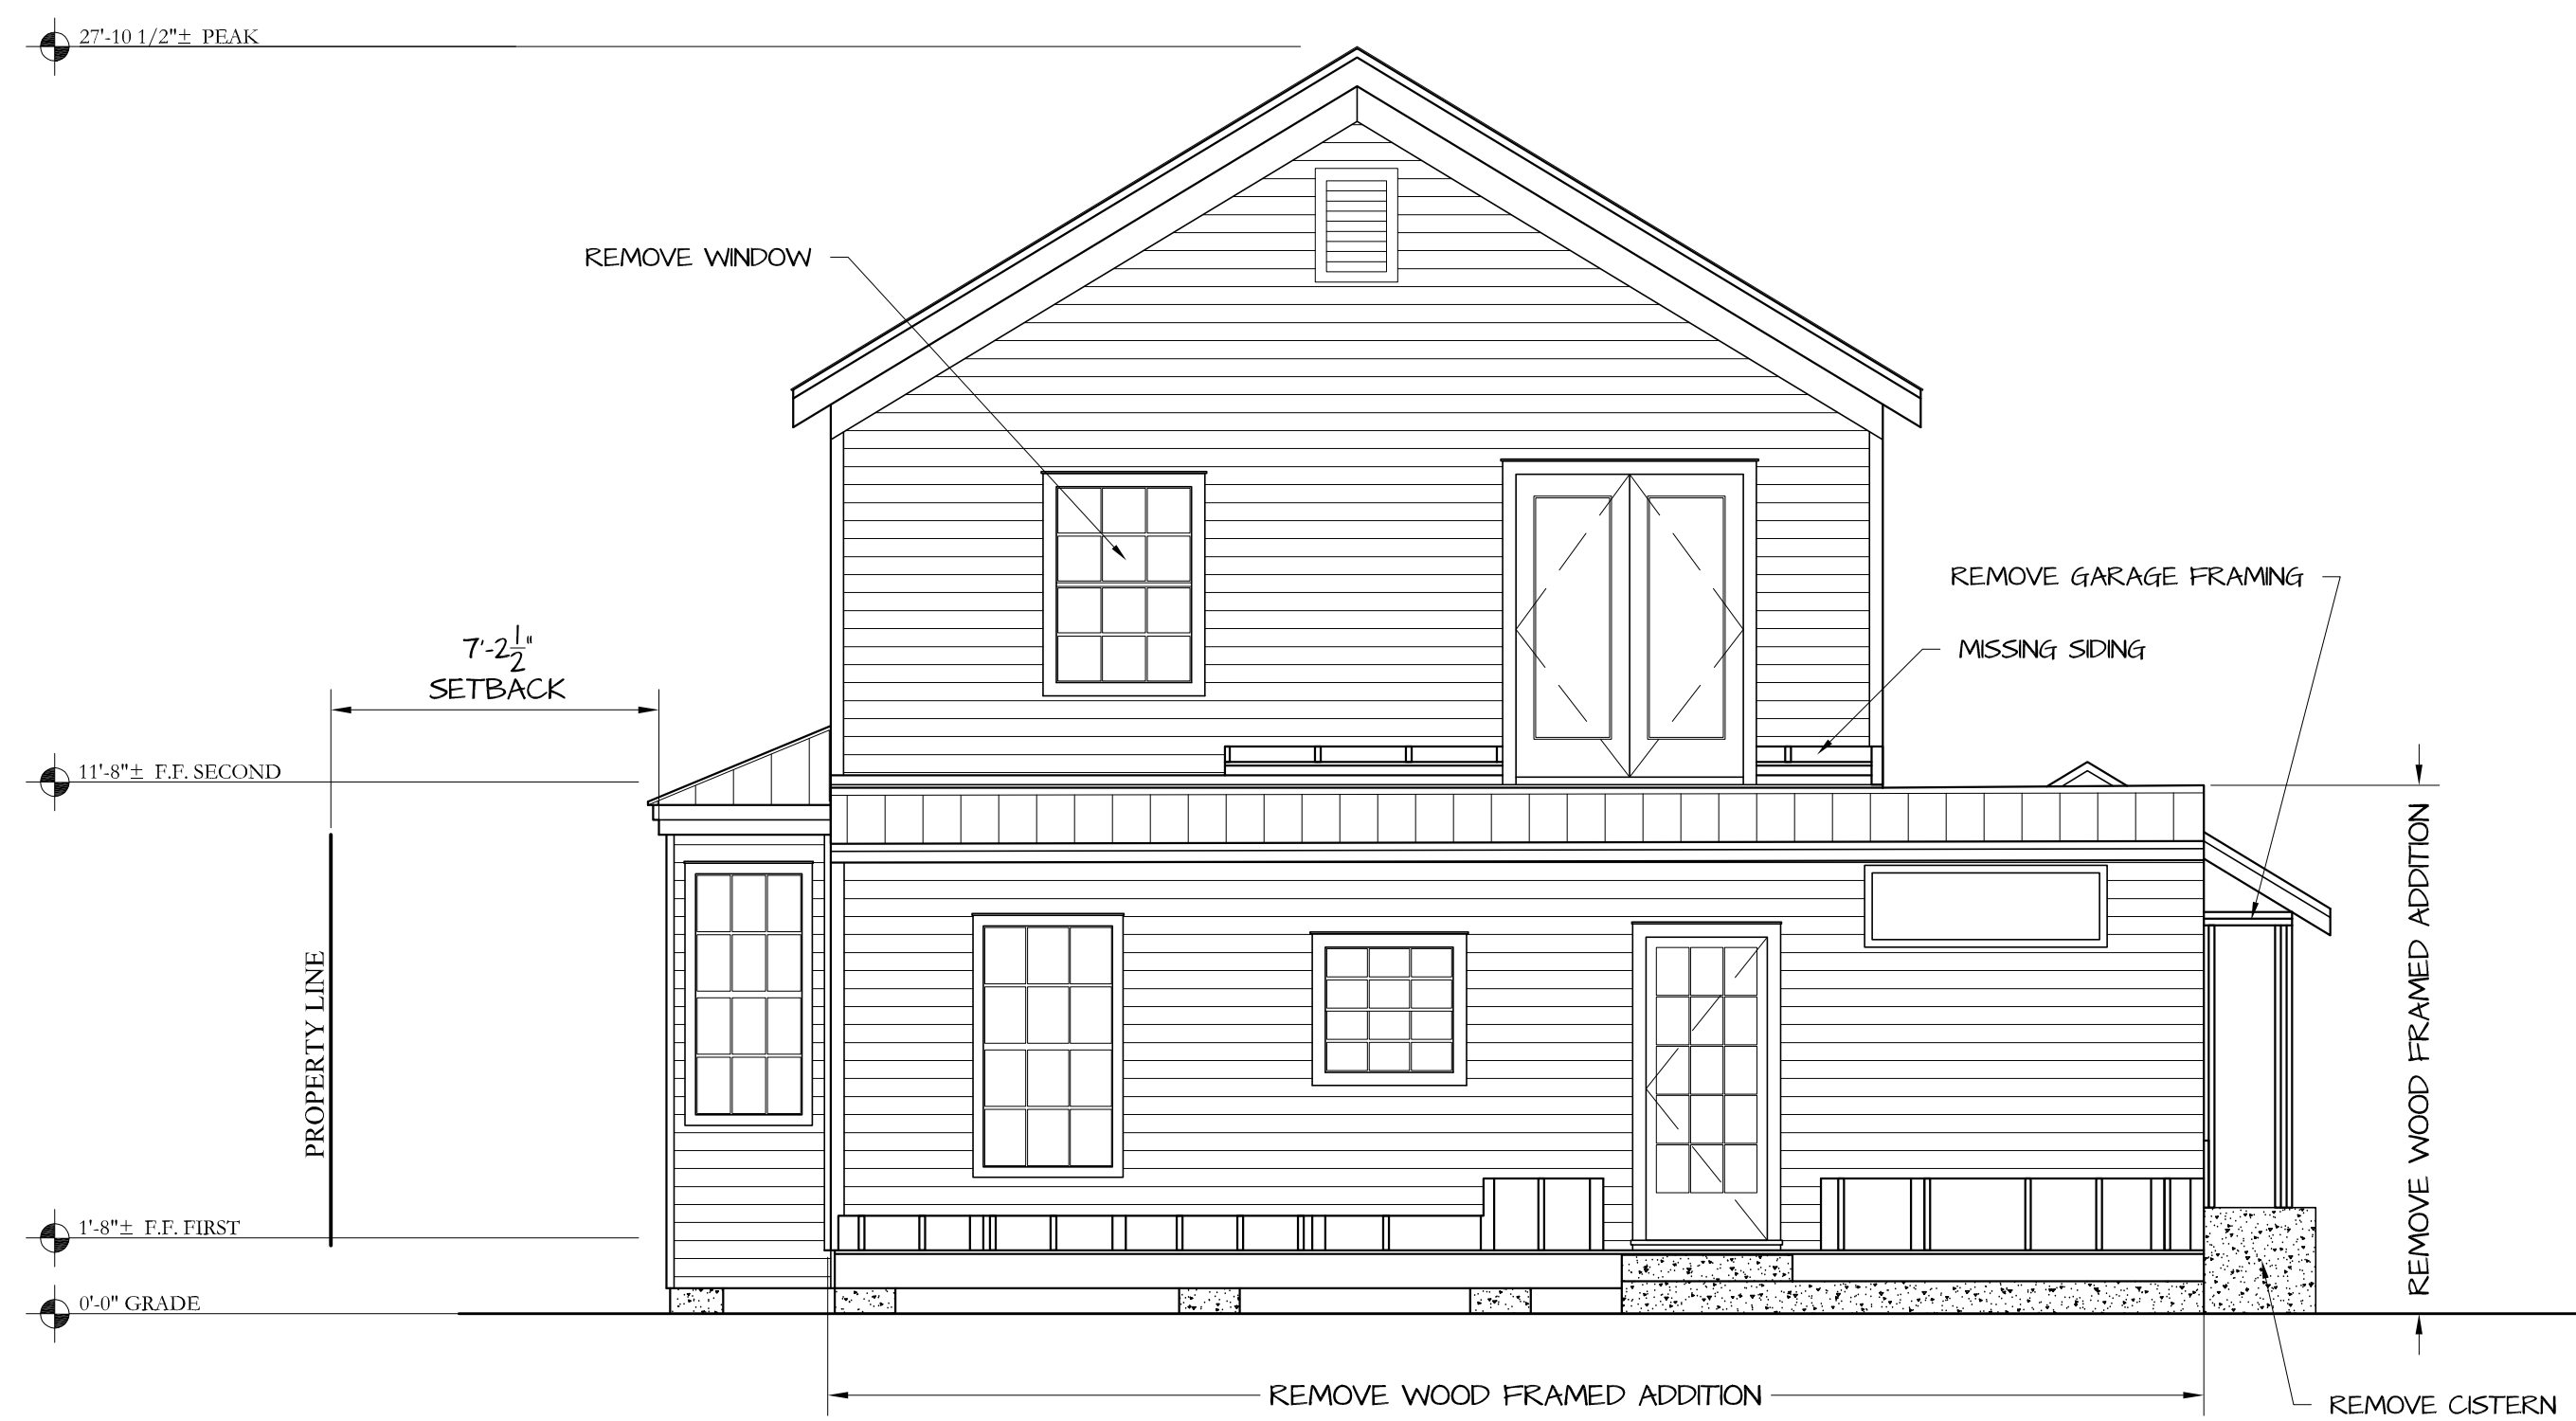 27'-10 1/2"± PEAK
REMOVE WINDOW
REMOVE GARAGE FRAMING
7'-2 1/2"
SETBACK
MISSING SIDING
11'-8"± F.F. SECOND
PROPERTY LINE
REMOVE WOOD FRAMED ADDITION
1'-8"± F.F. FIRST
0'-0" GRADE
REMOVE WOOD FRAMED ADDITION
REMOVE CISTERN